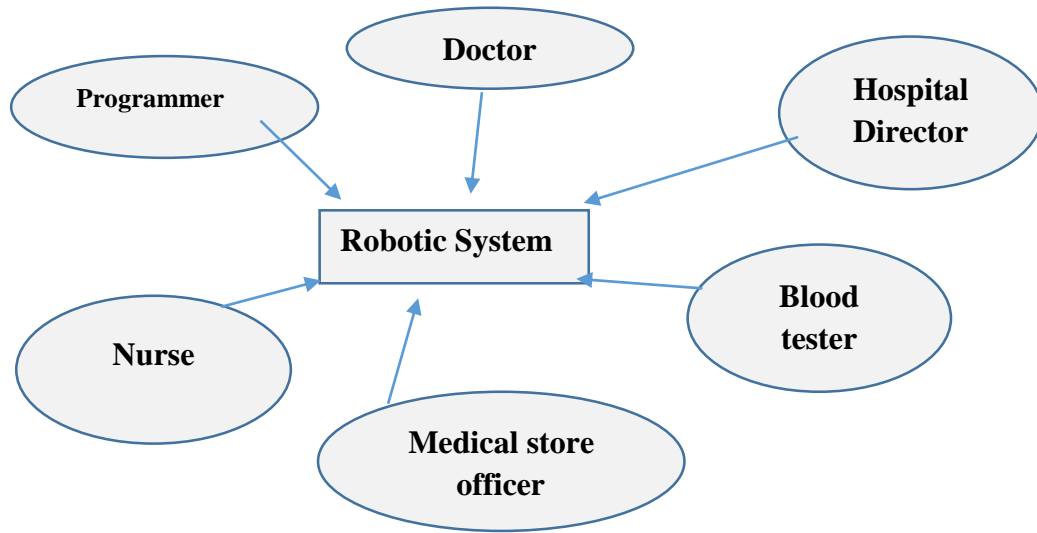 Doctor
Programmer
Hospital
Director
Robotic System
Blood
tester
Nurse
Medical store
officer